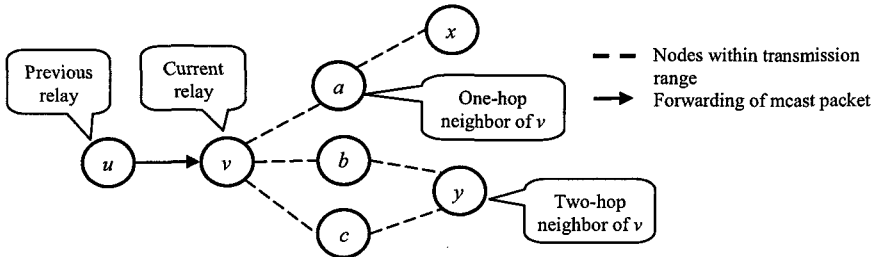 x
Nodes within transmission
range
Forwarding of mcast packet
Previous
relay
Current
relay
a
One-hop
neighbor of v
u
v
b
y
c
Two-hop
neighbor of v